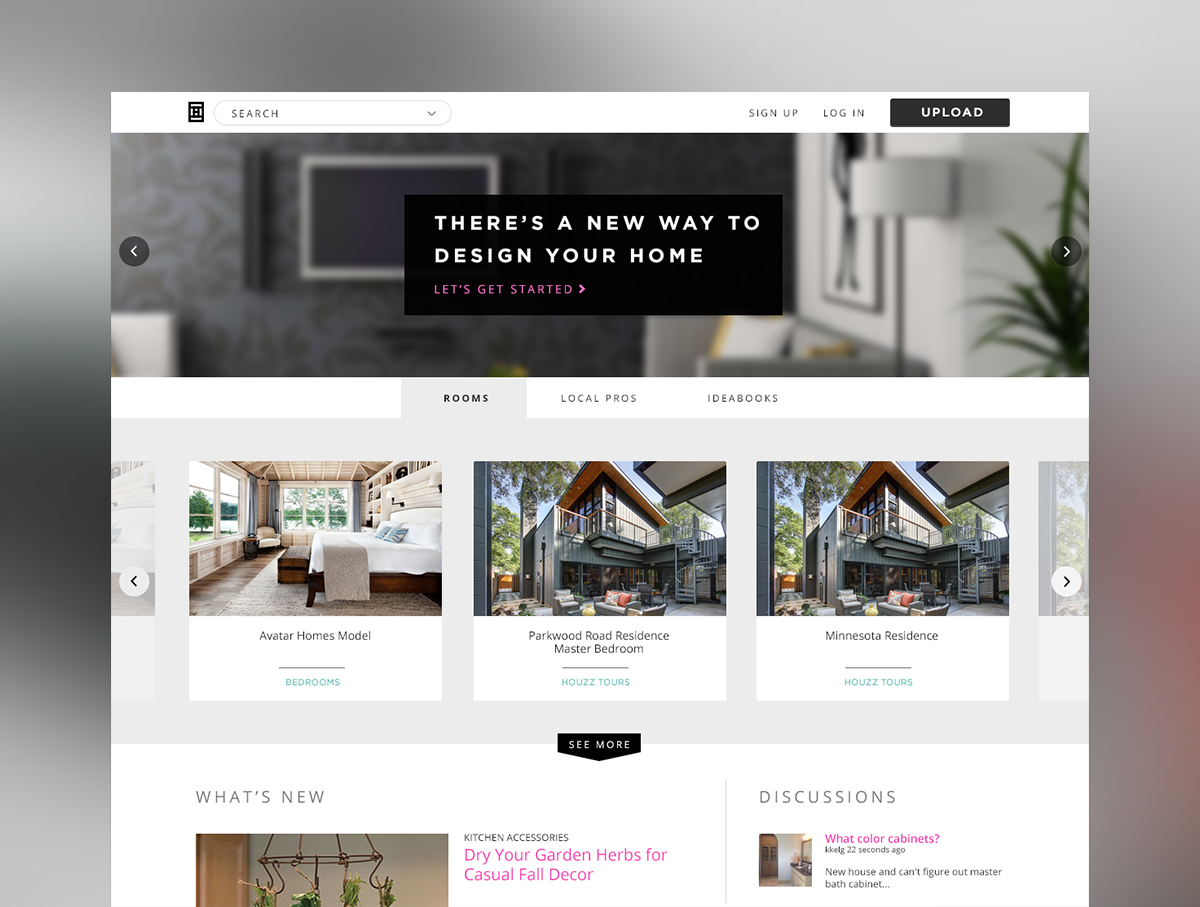 SEARCH
SIGN UP
LOG IN
UPLOAD
THERE’S A NEW WAY TO
DESIGN YOUR HOME
LET’S GET STARTED
ROOMS
LOCAL PROS
IDEABOOKS
Avatar Homes Model
BEDROOMS
Parkwood Road Residence
Master Bedroom
HOUZZ TOURS
Minnesota Residence
HOUZZ TOURS
SEE MORE
WHAT’S NEW
KITCHEN ACCESSORIES
Dry Your Garden Herbs for
Casual Fall Decor
DISCUSSIONS
What color cabinets?
kkelg 22 seconds ago
New house and can't figure out master
bath cabinet...